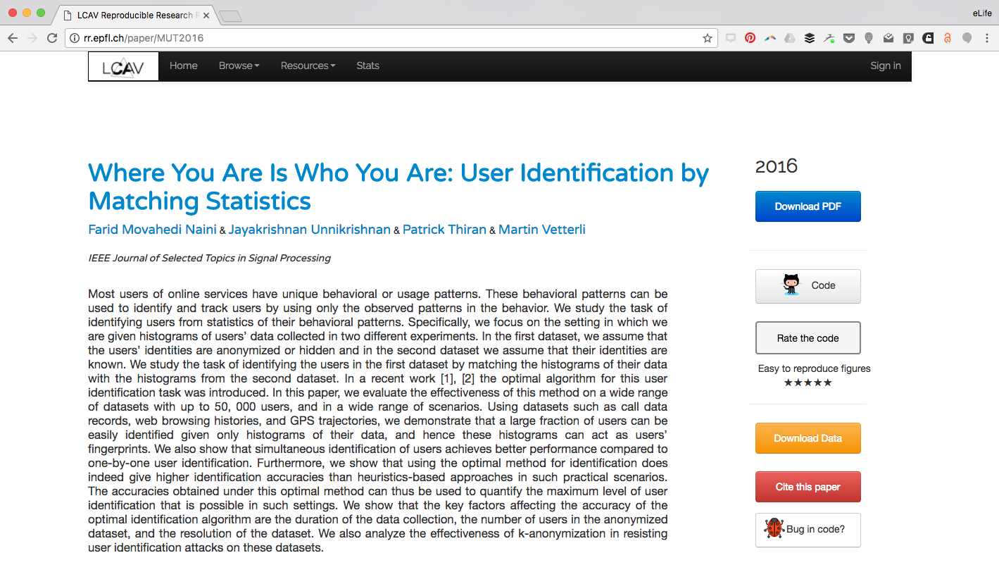 LCAV Reproducible Research R
eLife
rr.epfl.ch/paper/MUT2016
LCAV Home Browse Resources Stats Sign in
Where You Are Is Who You Are: User Identification by
Matching Statistics
Farid Movahedi Naini & Jayakrishnan Unnikrishnan & Patrick Thiran & Martin Vetterli
IEEE Journal of Selected Topics in Signal Processing
Most users of online services have unique behavioral or usage patterns. These behavioral patterns can be
used to identify and track users by using only the observed patterns in the behavior. We study the task of
identifying users from statistics of their behavioral patterns. Specifically, we focus on the setting in which we
are given histograms of users’ data collected in two different experiments. In the first dataset, we assume that
the users’ identities are anonymized or hidden and in the second dataset we assume that their identities are
known. We study the task of identifying the users in the first dataset by matching the histograms of their data
with the histograms from the second dataset. In a recent work [1], [2] the optimal algorithm for this user
identification task was introduced. In this paper, we evaluate the effectiveness of this method on a wide range
of datasets with up to 50, 000 users, and in a wide range of scenarios. Using datasets such as call data
records, web browsing histories, and GPS trajectories, we demonstrate that a large fraction of users can be
easily identified given only histograms of their data, and hence these histograms can act as users’
fingerprints. We also show that simultaneous identification of users achieves better performance compared to
one-by-one user identification. Furthermore, we show that using the optimal method for identification does
indeed give higher identification accuracies than heuristics-based approaches in such practical scenarios.
The accuracies obtained under this optimal method can thus be used to quantify the maximum level of user
identification that is possible in such settings. We show that the key factors affecting the accuracy of the
optimal identification algorithm are the duration of the data collection, the number of users in the anonymized
dataset, and the resolution of the dataset. We also analyze the effectiveness of k-anonymization in resisting
user identification attacks on these datasets.
2016
Download PDF
Code
Rate the code
Easy to reproduce figures
★★★★★
Download Data
Cite this paper
Bug in code?